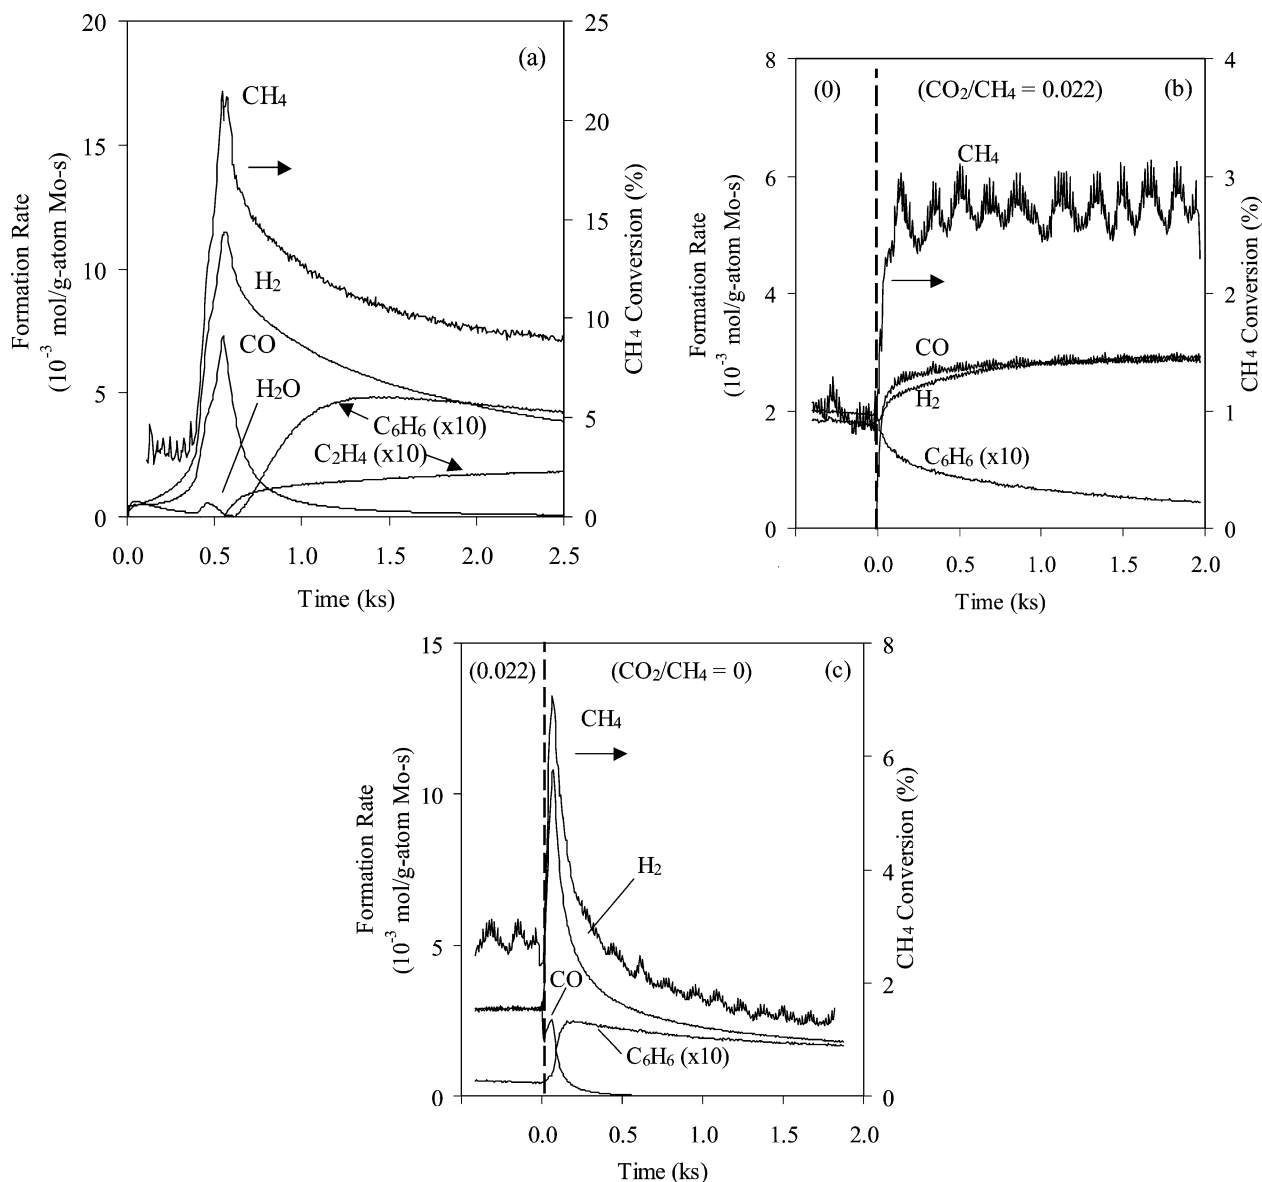 20
15
10
5
0
25
20
15
10
5
0
(a)
CH4
H2
CO
H2O
C6H6 (x10)
C2H4 (x10)
Formation Rate
(10-3 mol/g-atom Mo-s)
CH4 Conversion (%)
0.0 0.5 1.0 1.5 2.0 2.5
Time (ks)
8
6
4
2
0
4
3
2
1
0
(0) (CO2/CH4 = 0.022) (b)
CH4
CO
H2
C6H6 (x10)
Formation Rate
(10-3 mol/g-atom Mo-s)
CH4 Conversion (%)
0.0 0.5 1.0 1.5 2.0
Time (ks)
15
10
5
0
8
6
4
2
0
(0.022) (CO2/CH4 = 0) (c)
CH4
H2
CO
C6H6 (x10)
Formation Rate
(10-3 mol/g-atom Mo-s)
CH4 Conversion (%)
0.0 0.5 1.0 1.5 2.0
Time (ks)